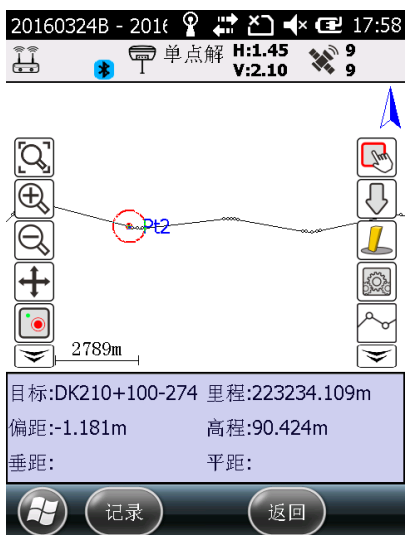 20160324B - 2016 17:58
单点解 H:1.45 9
V:2.10 9
Pt2
2789m
目标:DK210+100-274 里程:223234.109m
偏距:-1.181m 高程:90.424m
垂距: 平距:
记录 返回